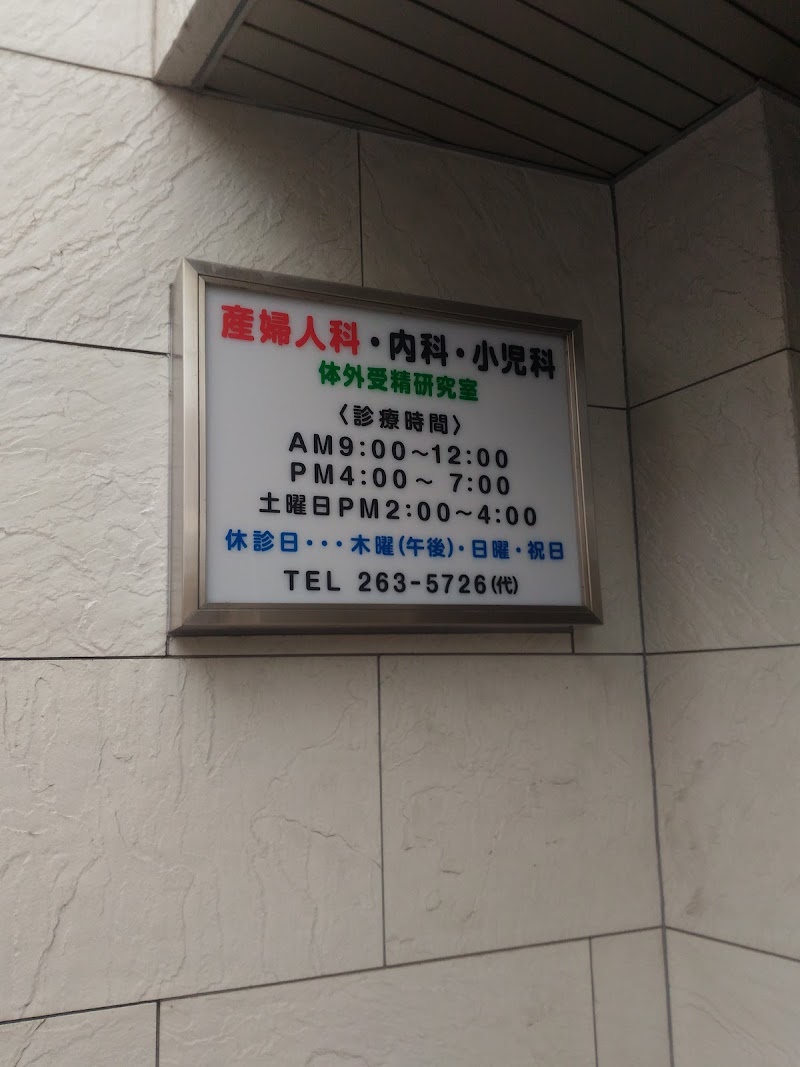 産婦人科・内科・小児科
体外受精研究室
〈診療時間〉
AM9:00～12:00
PM4:00～ 7:00
土曜日PM2:00～4:00
休診日・・・木曜(午後)・日曜・祝日
TEL 263-5726(代)